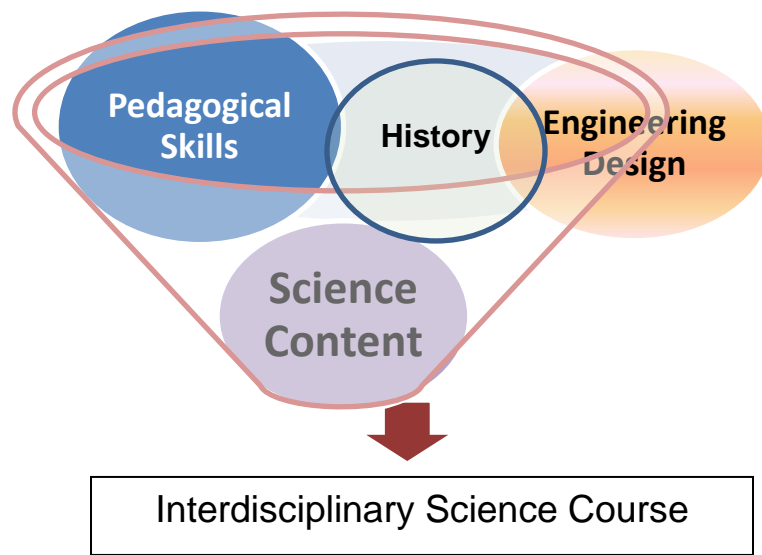 Pedagogical
Skills
History
Engineering
Design
Science
Content
Interdisciplinary Science Course